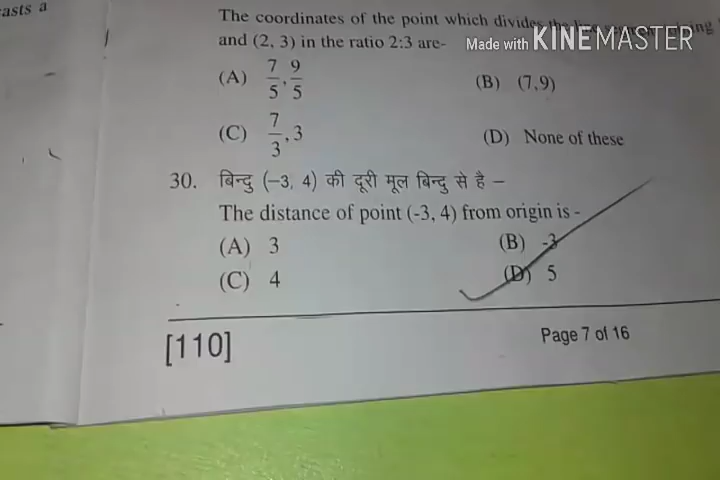 asts a
The coordinates of the point which divides the line
and (2, 3) in the ratio 2:3 are-
Made with KINEMASTER
(A) 7/5, 9/5
(B) (7,9)
(C) 7/3, 3
(D) None of these
30. बिन्दु (–3, 4) की दूरी मूल बिन्दु से है –
The distance of point (-3, 4) from origin is -
(A) 3
(B) -3
(C) 4
(D) 5
[110]
Page 7 of 16